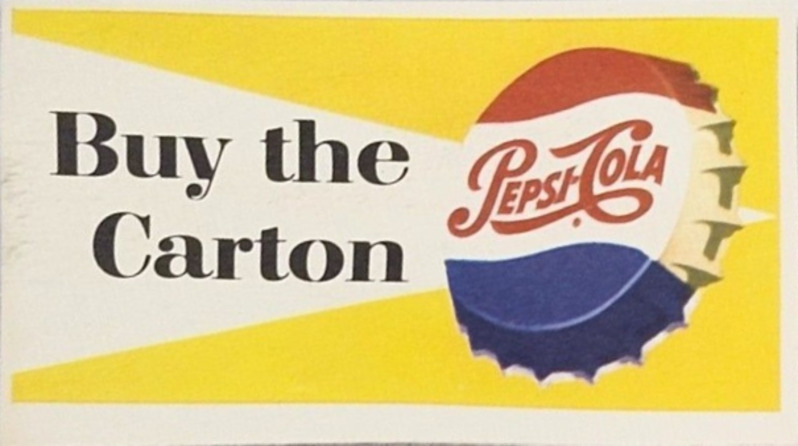 Buy the
Carton
Pepsi-Cola